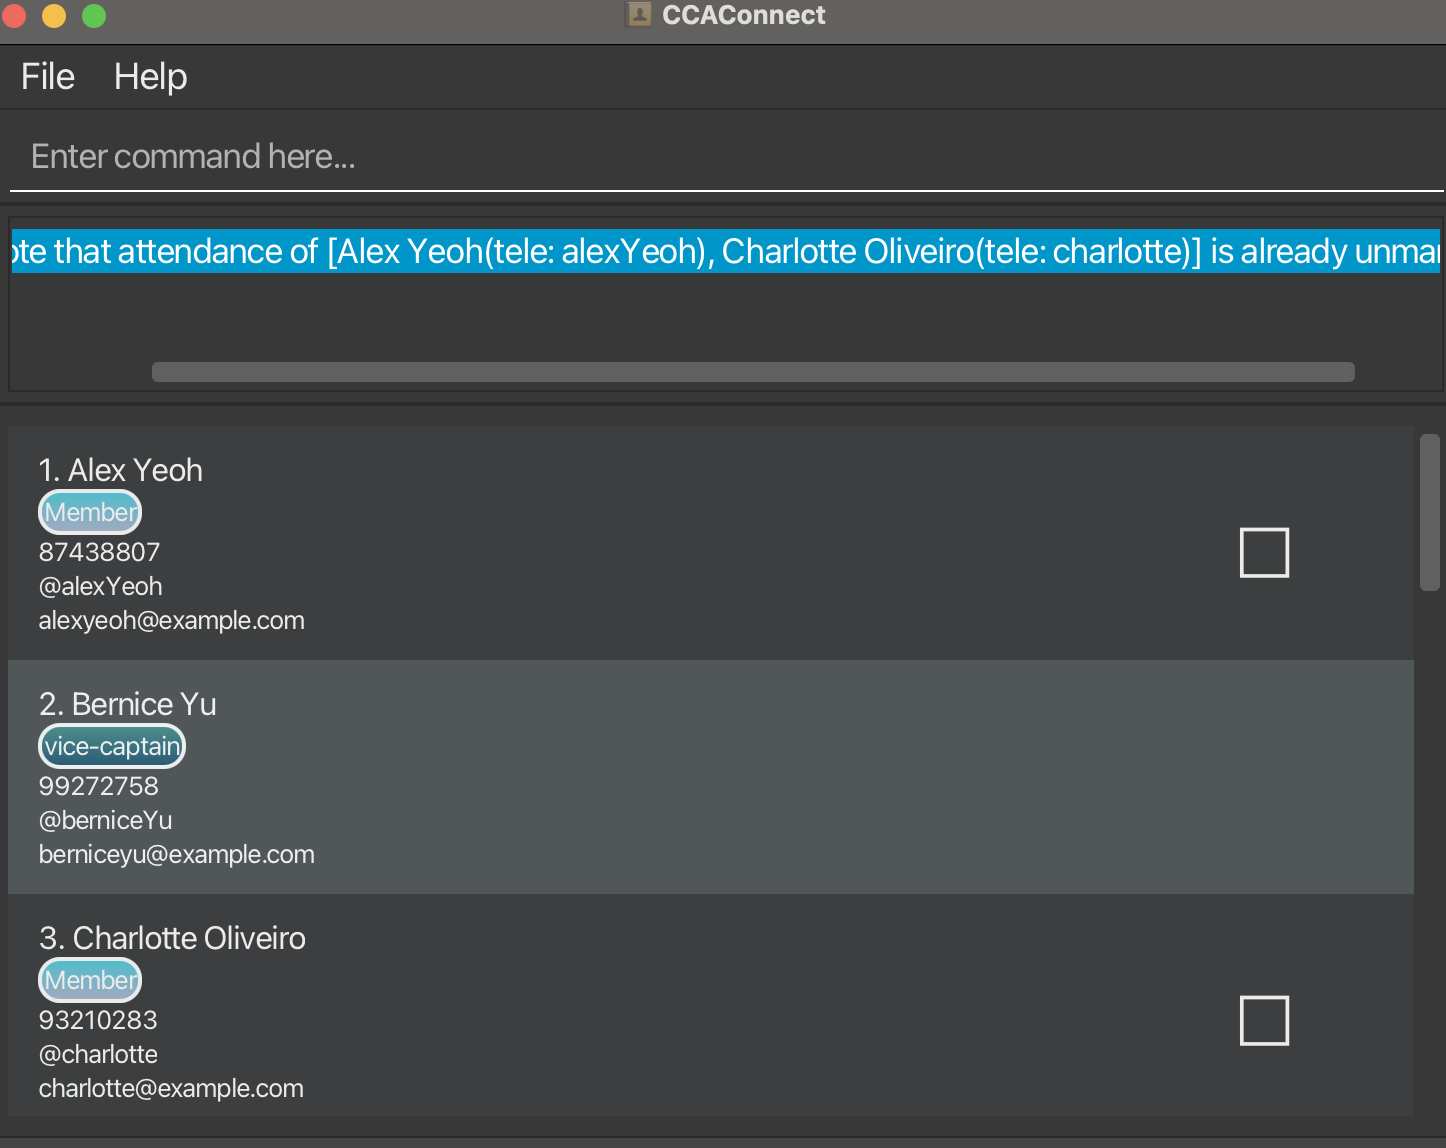 CCAConnect
File Help
Enter command here...
that attendance of [Alex Yeoh(tele: alexYeoh), Charlotte Oliveiro(tele: charlotte)] is already
1. Alex Yeoh
Member
87438807
@alexYeoh
alexyeoh@example.com
2. Bernice Yu
vice-captain
99272758
@berniceYu
berniceyu@example.com
3. Charlotte Oliveiro
Member
93210283
@charlotte
charlotte@example.com